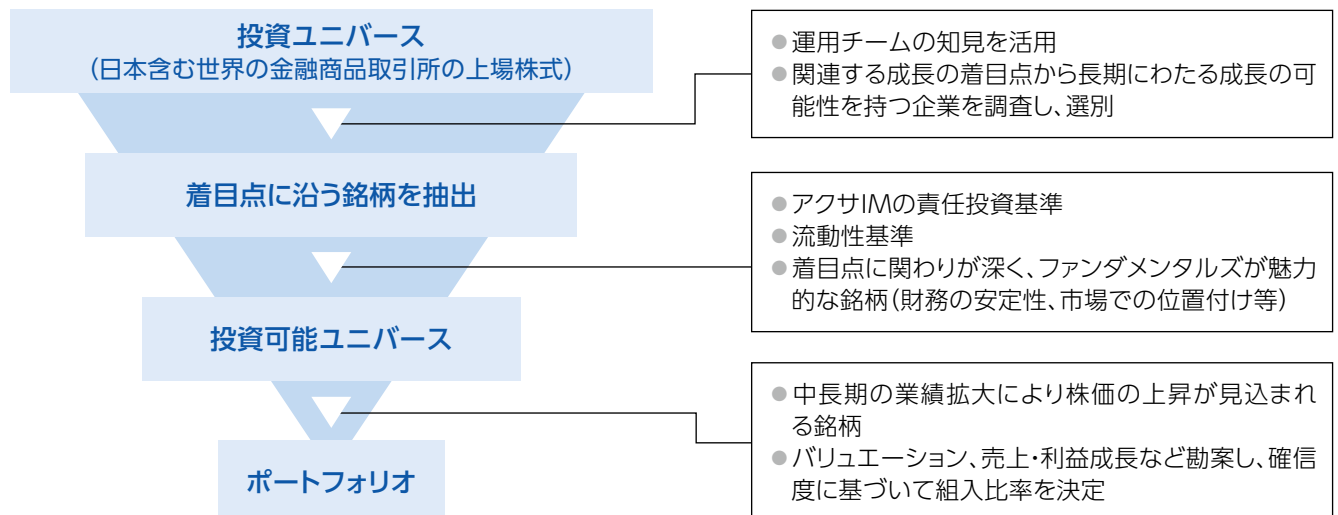 投資ユニバース
（日本含む世界の金融商品取引所の上場株式）
●運用チームの知見を活用
●関連する成長の着目点から長期にわたる成長の可
能性を持つ企業を調査し、選別
着目点に沿う銘柄を抽出
●アクサIMの責任投資基準
●流動性基準
●着目点に関わりが深く、ファンダメンタルズが魅力
的な銘柄（財務の安定性、市場での位置付け等）
投資可能ユニバース
●中長期の業績拡大により株価の上昇が見込まれ
る銘柄
●バリュエーション、売上・利益成長など勘案し、確信
度に基づいて組入比率を決定
ポートフォリオ